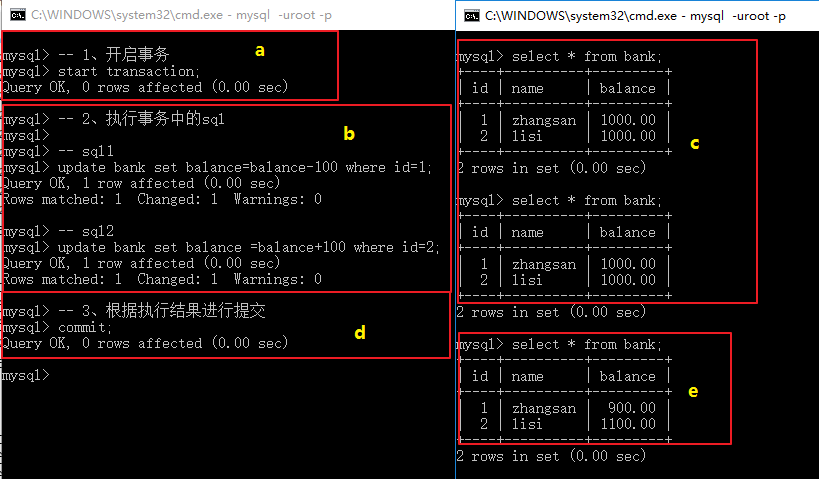 C:\WINDOWS\system32\cmd.exe - mysql  -uroot -p
mysql> -- 1、开启事务
a
mysql> start transaction;
Query OK, 0 rows affected (0.00 sec)
mysql> -- 2、执行事务中的sql
b
mysql>
mysql> -- sql1
mysql> update bank set balance=balance-100 where id=1;
Query OK, 1 row affected (0.00 sec)
Rows matched: 1  Changed: 1  Warnings: 0
mysql> -- sql2
mysql> update bank set balance =balance+100 where id=2;
Query OK, 1 row affected (0.00 sec)
Rows matched: 1  Changed: 1  Warnings: 0
mysql> -- 3、根据执行结果进行提交
mysql> commit;
d
Query OK, 0 rows affected (0.00 sec)
mysql>
C:\WINDOWS\system32\cmd.exe - mysql  -uroot -p
mysql> select * from bank;
+----+----------+---------+
| id | name     | balance |
+----+----------+---------+
|  1 | zhangsan | 1000.00 |
|  2 | lisi     | 1000.00 |
+----+----------+---------+
c
2 rows in set (0.00 sec)
mysql> select * from bank;
+----+----------+---------+
| id | name     | balance |
+----+----------+---------+
|  1 | zhangsan | 1000.00 |
|  2 | lisi     | 1000.00 |
+----+----------+---------+
2 rows in set (0.00 sec)
mysql> select * from bank;
+----+----------+---------+
| id | name     | balance |
+----+----------+---------+
e
|  1 | zhangsan |  900.00 |
|  2 | lisi     | 1100.00 |
+----+----------+---------+
2 rows in set (0.00 sec)